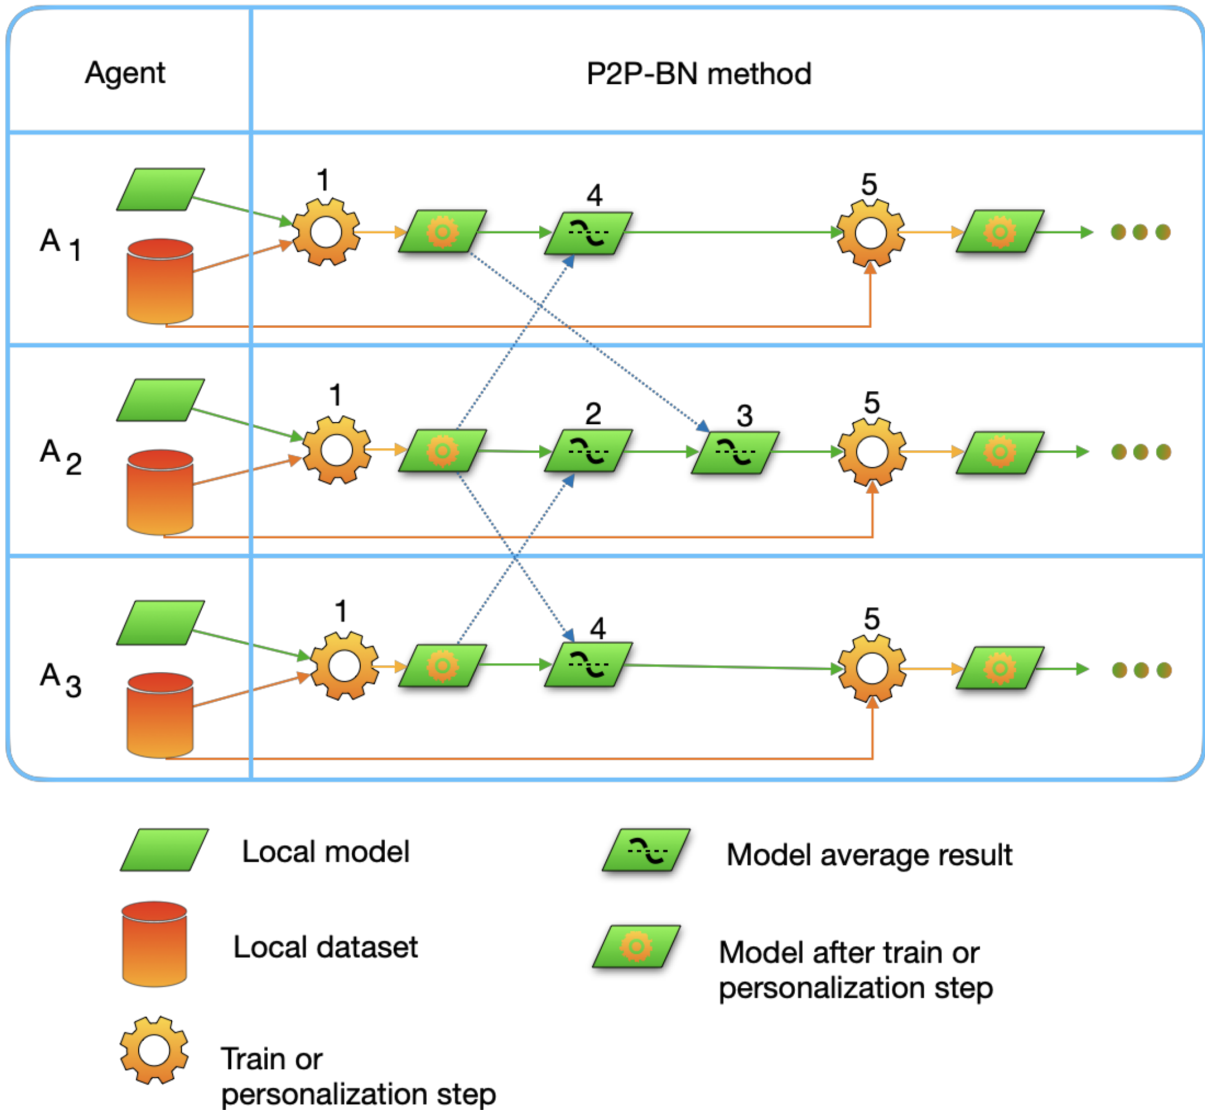 Agent
P2P-BN method
1
4
5
A 1
1
2
3
5
A 2
1
4
5
A 3
Local model
Model average result
Local dataset
Model after train or
personalization step
Train or
personalization step